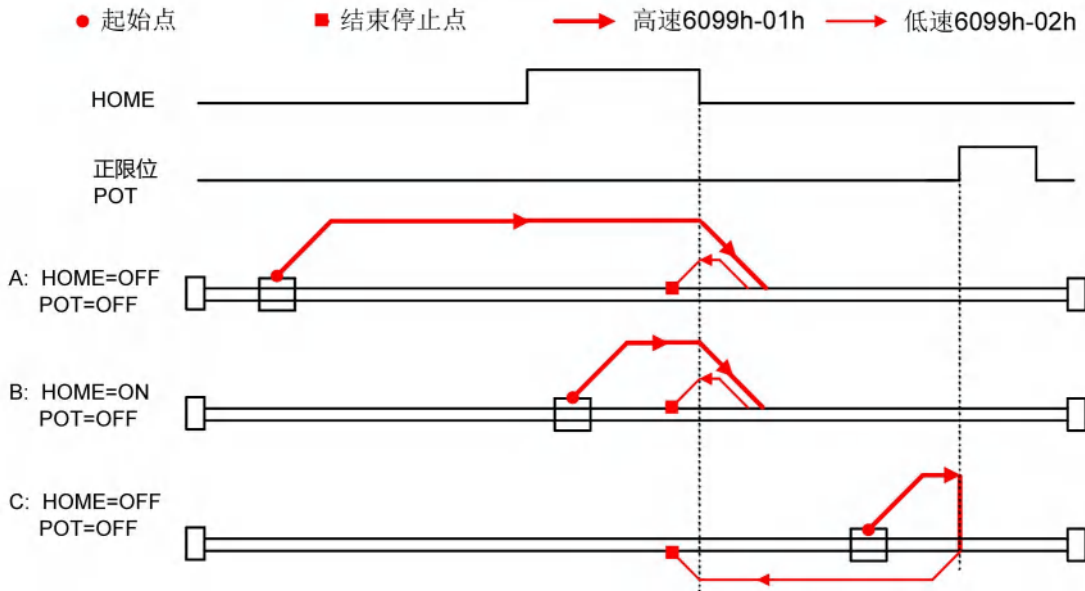 起始点
结束停止点
高速6099h-01h
低速6099h-02h
HOME
正限位
POT
A: HOME=OFF
POT=OFF
B: HOME=ON
POT=OFF
C: HOME=OFF
POT=OFF